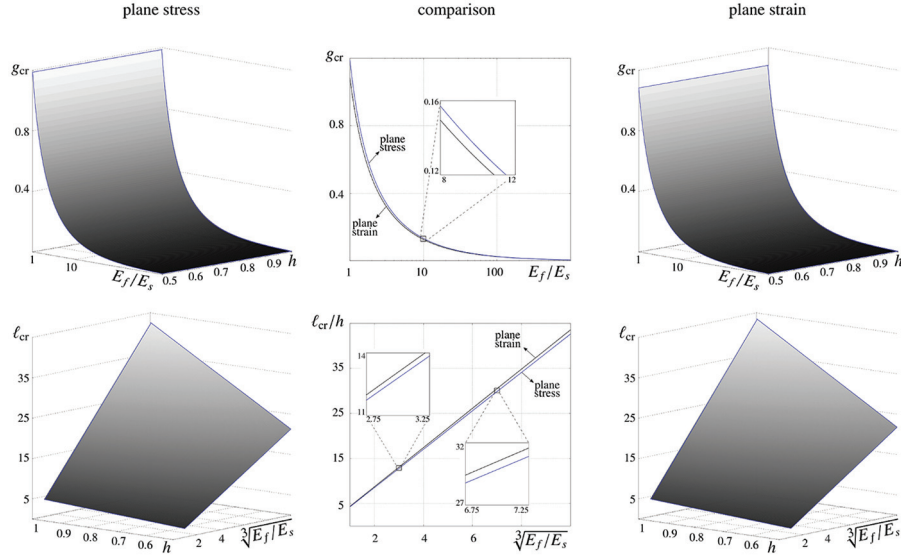 plane stress
comparison
plane strain
g_cr
0.8
0.4
1
10
E_f/E_s
0.5
0.6
0.7
0.8
0.9
h
g_cr
0.8
0.4
1
10
100
E_f/E_s
plane
stress
plane
strain
0.16
0.12
8
12
g_cr
0.8
0.4
1
10
E_f/E_s
0.5
0.6
0.7
0.8
0.9
h
ℓ_cr
35
25
15
5
1
0.9
0.8
0.7
0.6
h
2
4
∛E_f/E_s
ℓ_cr/h
35
25
15
5
2
4
6
∛E_f/E_s
plane
strain
plane
stress
14
11
2.75
3.25
32
27
6.75
7.25
ℓ_cr
35
25
15
5
1
0.9
0.8
0.7
0.6
h
2
4
∛E_f/E_s